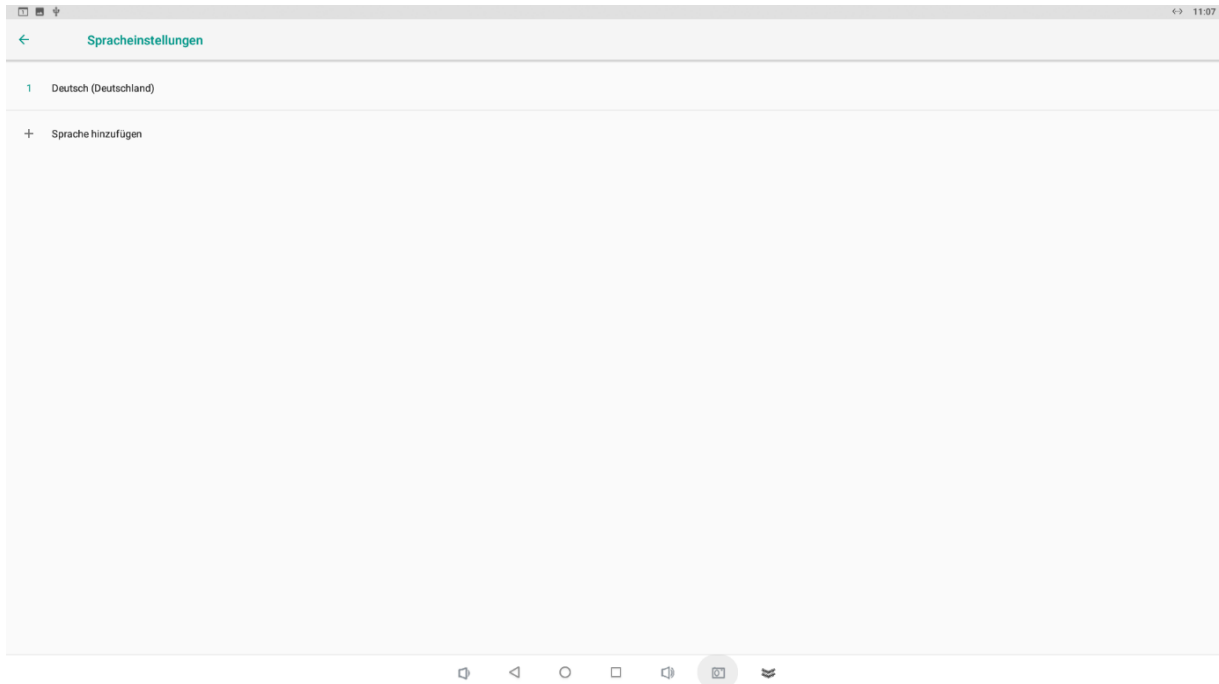 11:07
Spracheinstellungen
1 Deutsch (Deutschland)
+ Sprache hinzufügen